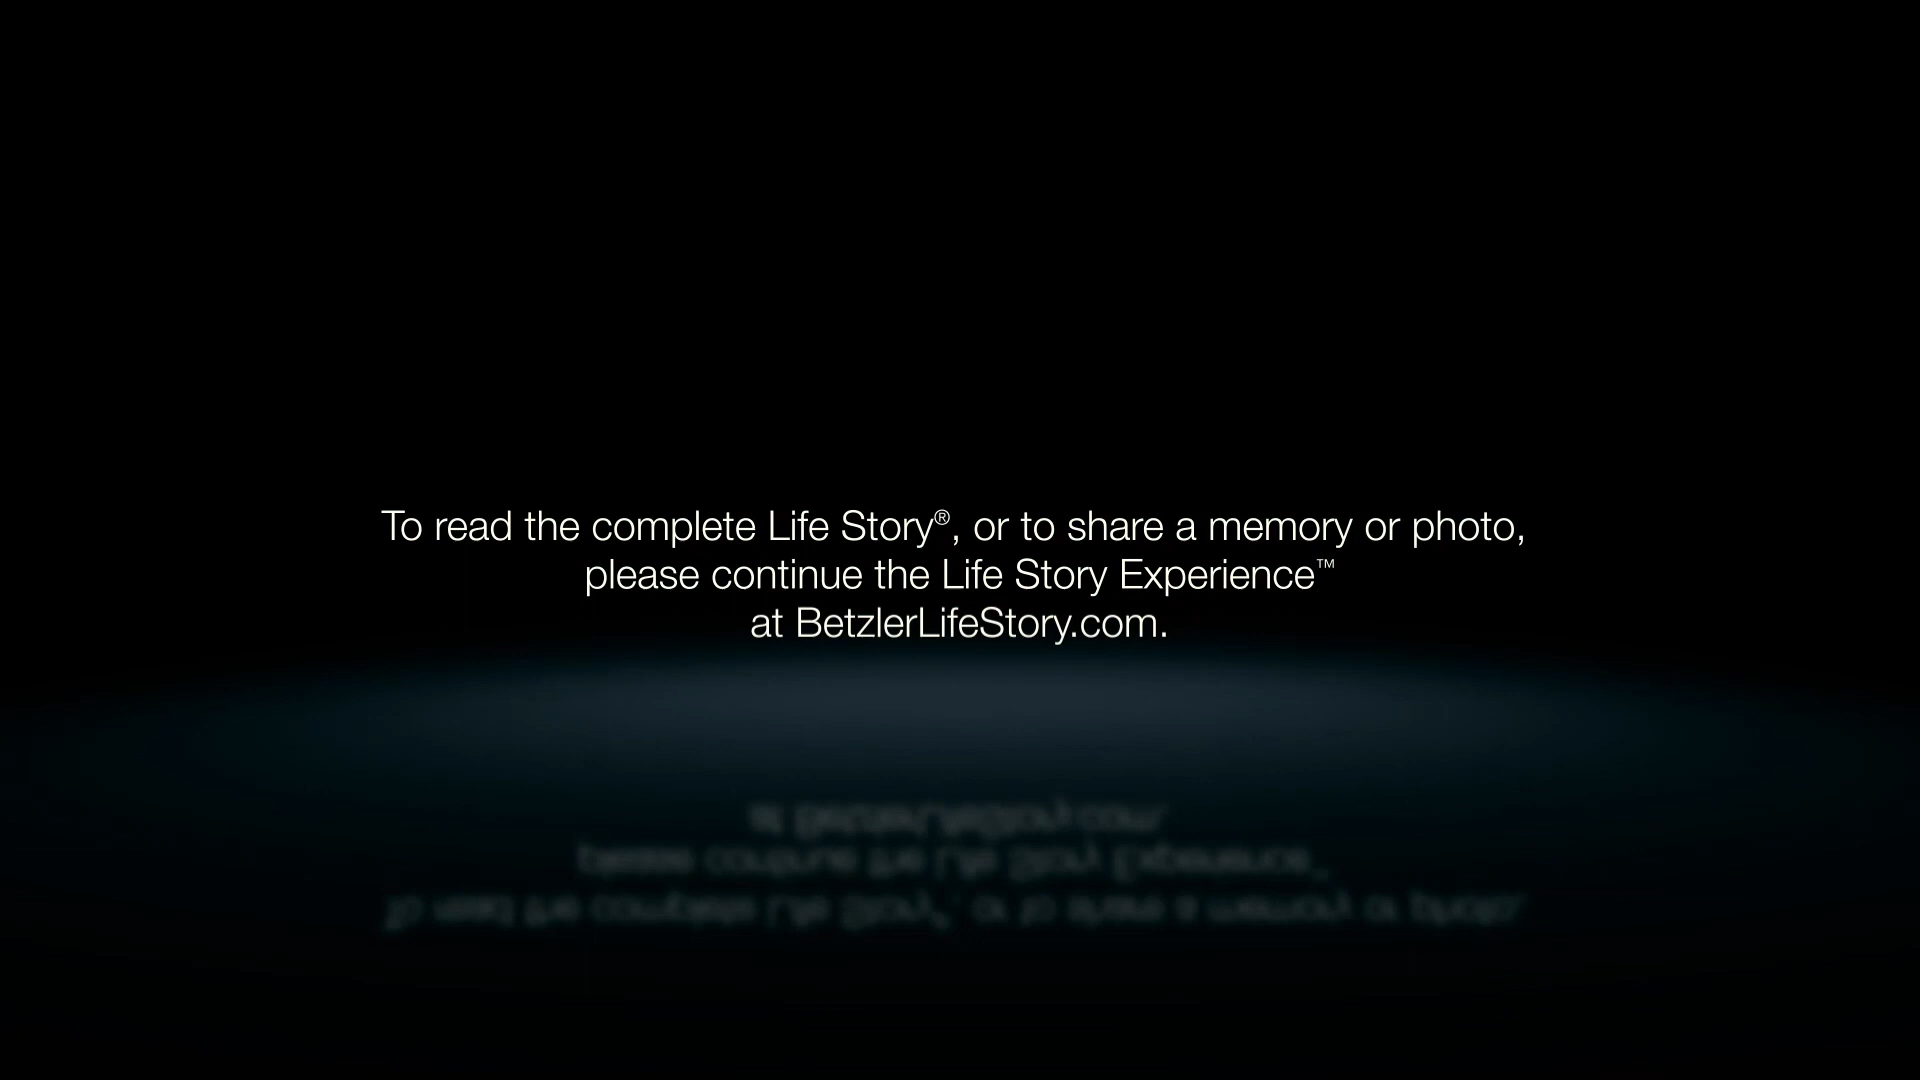 To read the complete Life Story®, or to share a memory or photo,
please continue the Life Story Experience™
at BetzlerLifeStory.com.